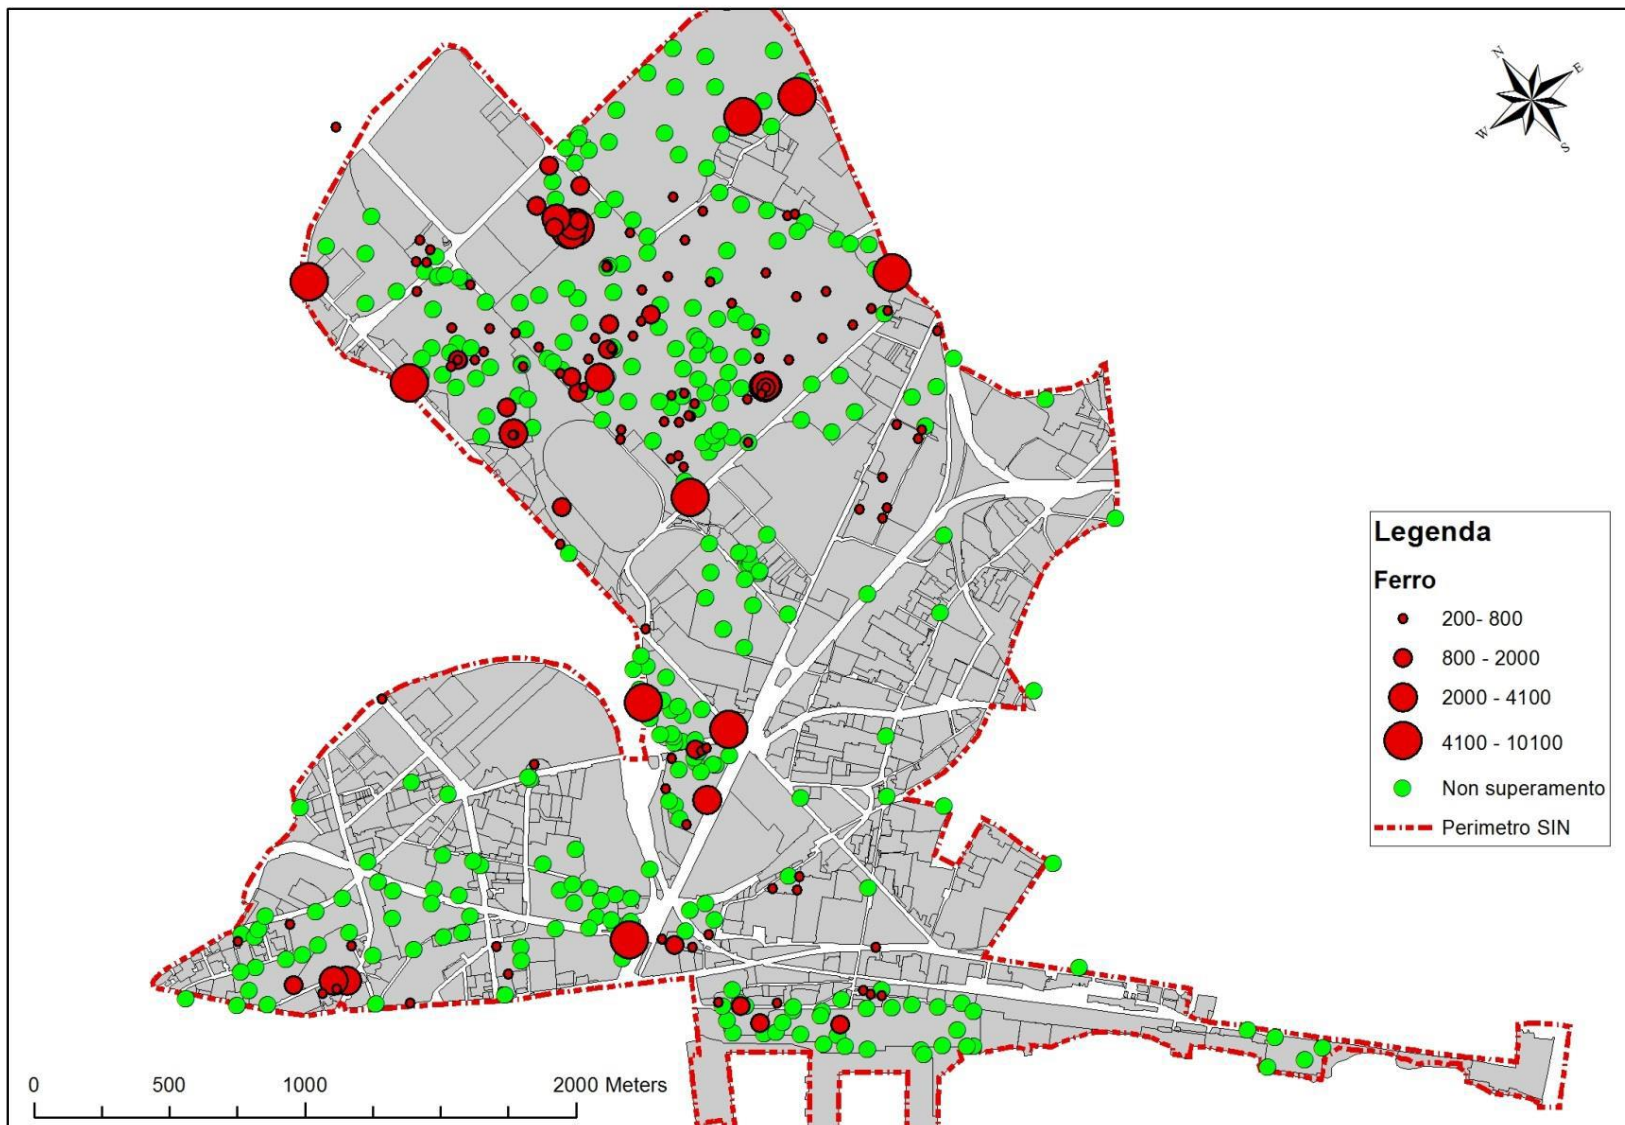 N
E
W
S
Legenda
Ferro
200- 800
800 - 2000
2000 - 4100
4100 - 10100
Non superamento
Perimetro SIN
0 500 1000 2000 Meters